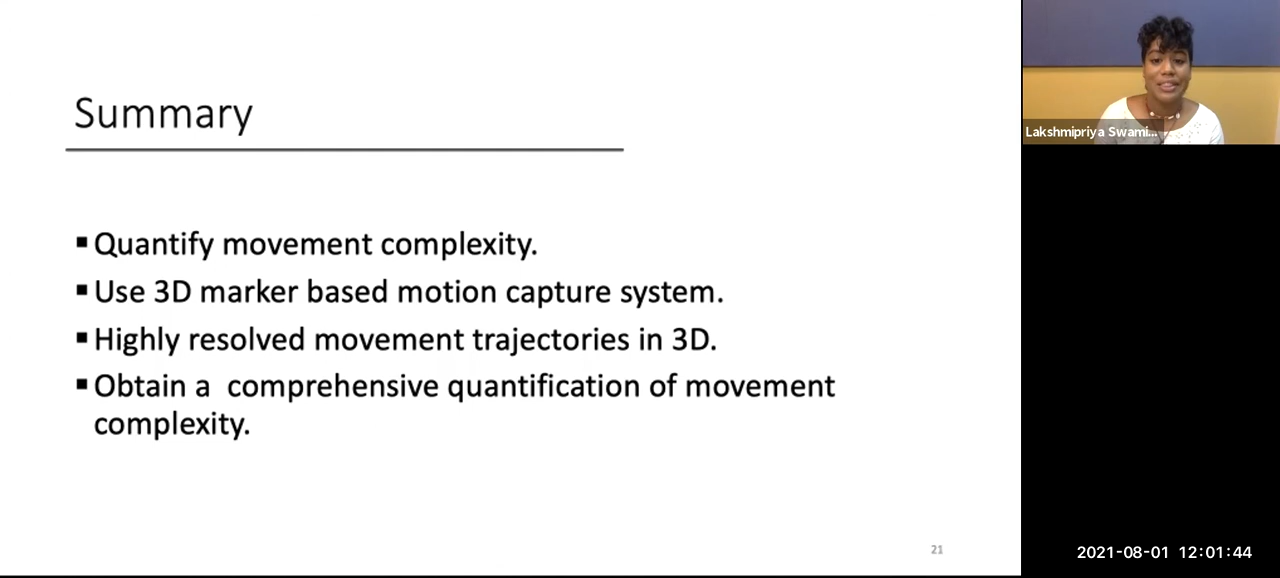 Summary
▪ Quantify movement complexity.
▪ Use 3D marker based motion capture system.
▪ Highly resolved movement trajectories in 3D.
▪ Obtain a  comprehensive quantification of movement
complexity.
21
Lakshmipriya Swami...
2021-08-01 12:01:44